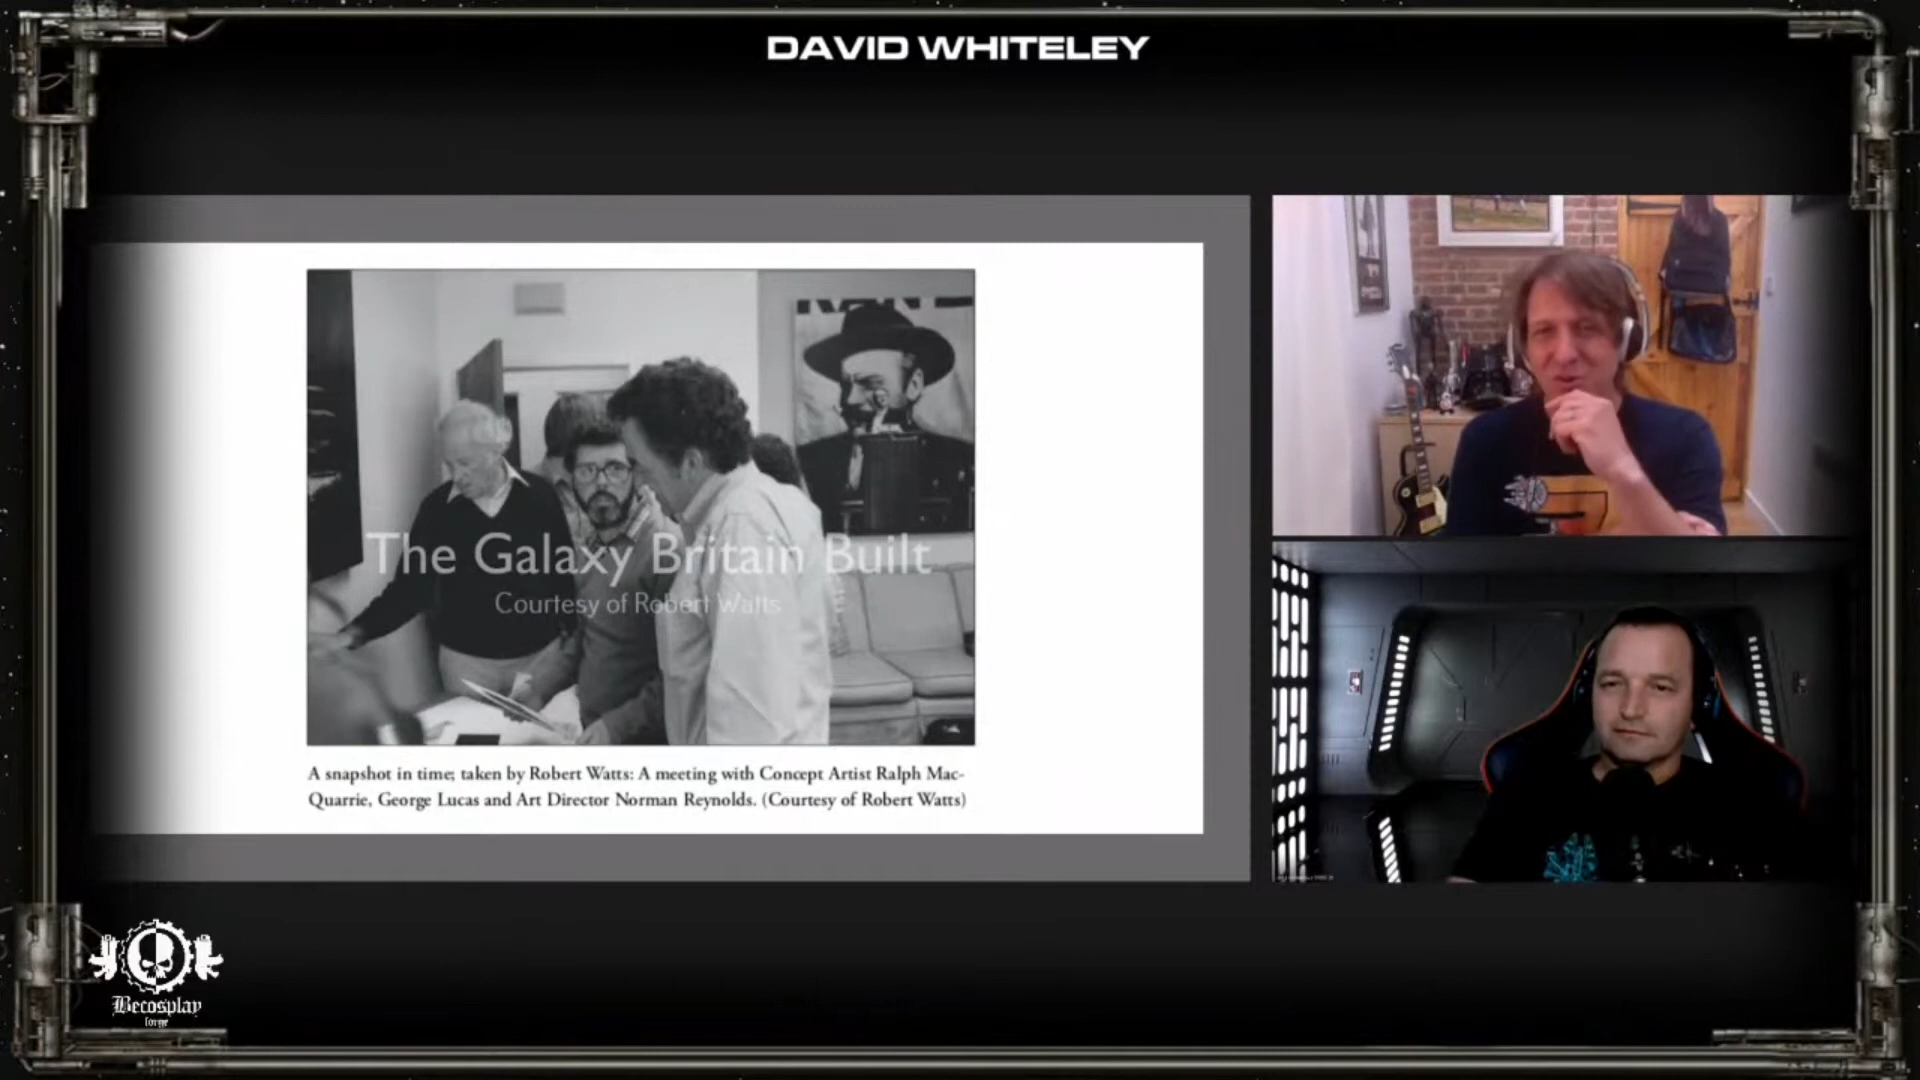 DAVID WHITELEY
The Galaxy Britain Built
Courtesy of Robert Watts
A snapshot in time; taken by Robert Watts: A meeting with Concept Artist Ralph Mac-
Quarrie, George Lucas and Art Director Norman Reynolds. (Courtesy of Robert Watts)
Becosplay
forge